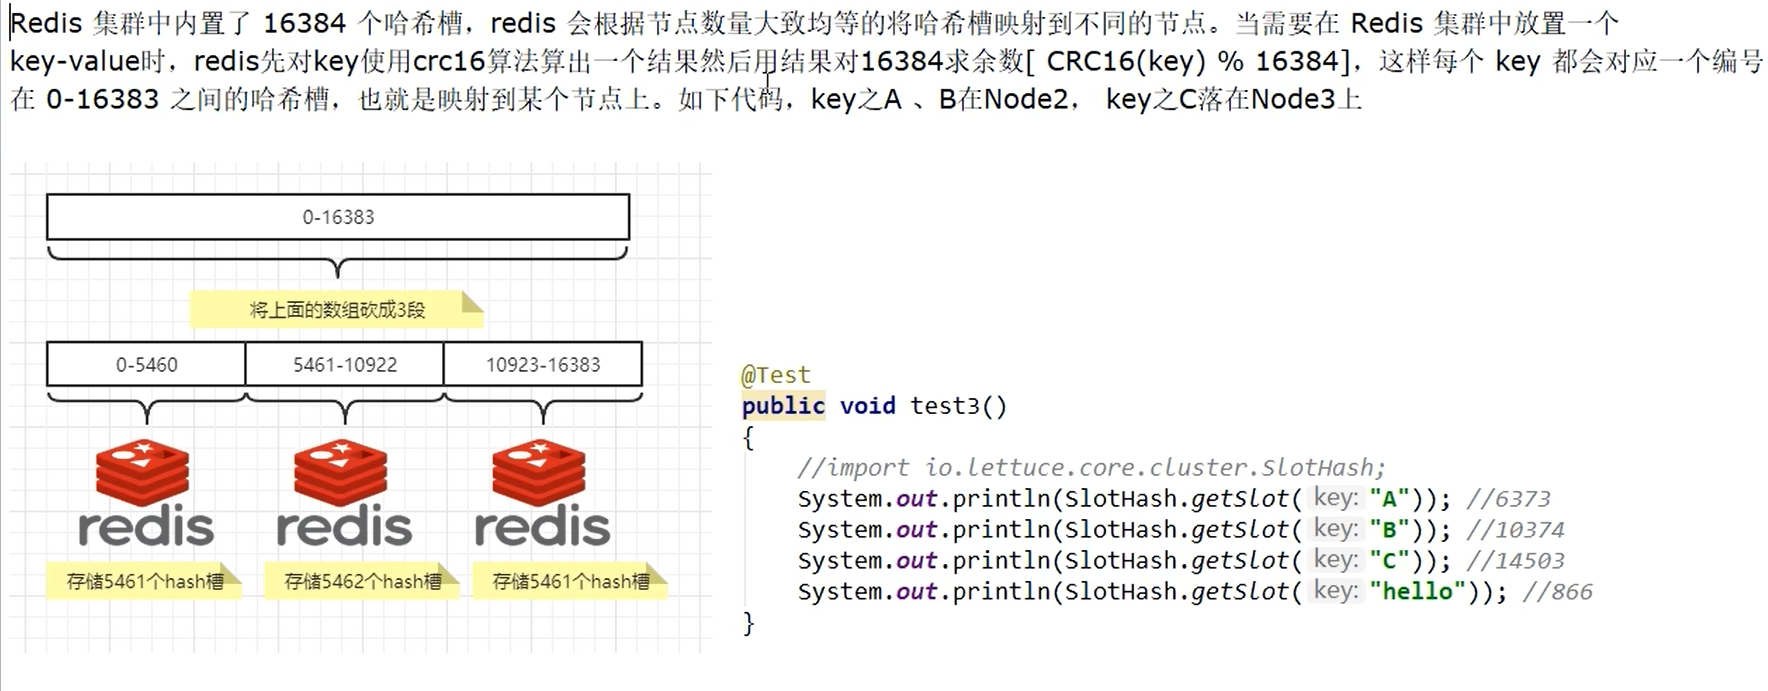 Redis 集群中内置了 16384 个哈希槽，redis 会根据节点数量大致均等的将哈希槽映射到不同的节点。当需要在 Redis 集群中放置一个
key-value时，redis先对key使用crc16算法算出一个结果然后用结果对16384求余数[ CRC16(key) % 16384]，这样每个 key 都会对应一个编号
在 0-16383 之间的哈希槽，也就是映射到某个节点上。如下代码，key之A 、B在Node2， key之C落在Node3上
0-16383
将上面的数组砍成3段
0-5460 5461-10922 10923-16383
redis redis redis
存储5461个hash槽 存储5462个hash槽 存储5461个hash槽
@Test
public void test3()
{
//import io.lettuce.core.cluster.SlotHash;
System.out.println(SlotHash.getSlot( key: "A")); //6373
System.out.println(SlotHash.getSlot( key: "B")); //10374
System.out.println(SlotHash.getSlot( key: "C")); //14503
System.out.println(SlotHash.getSlot( key: "hello")); //866
}